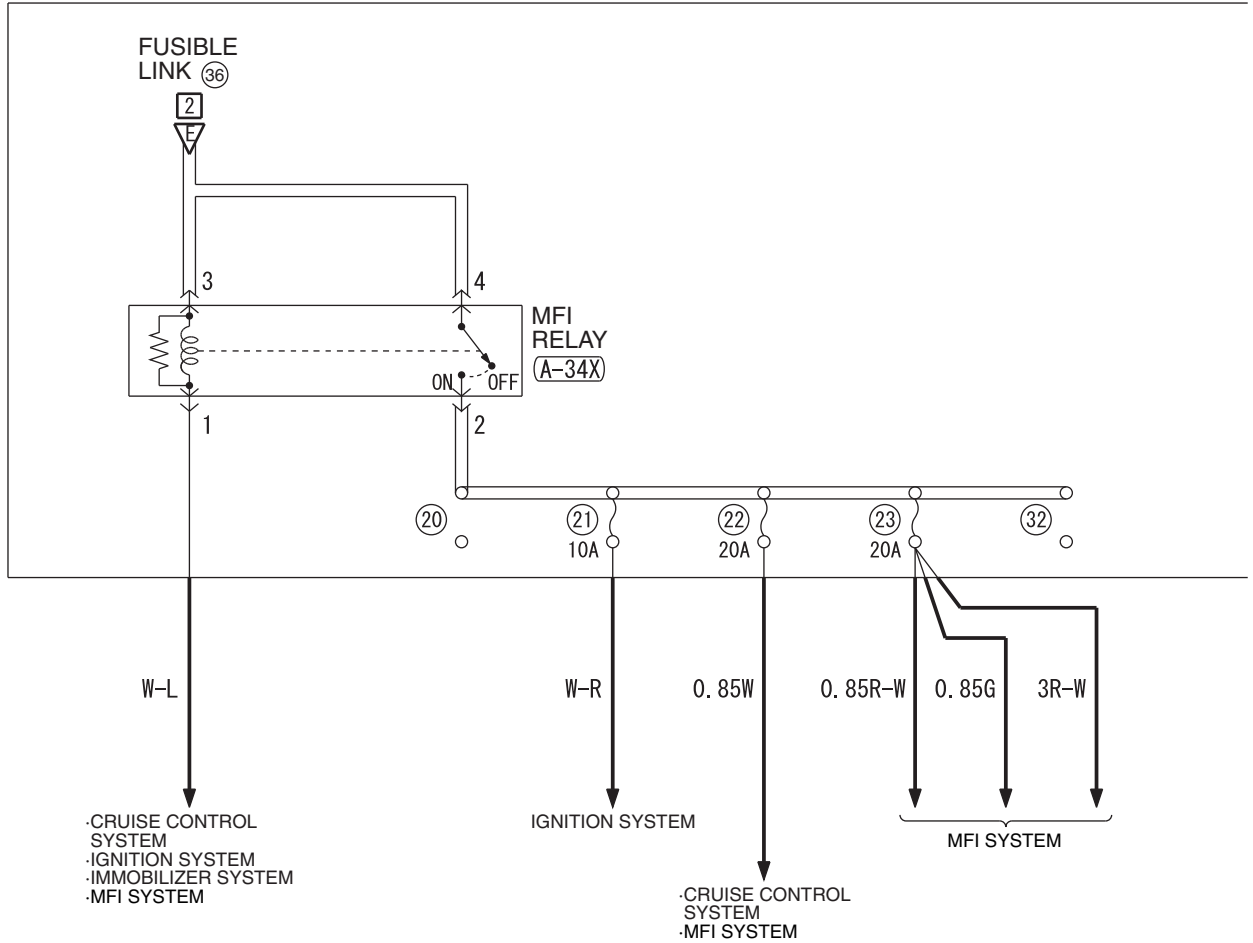 FUSIBLE
LINK 36
2
E
3
4
MFI
RELAY
A-34X
ON
OFF
1
2
20
21
10A
22
20A
23
20A
32
W-L
W-R
0.85W
0.85R-W
0.85G
3R-W
·CRUISE CONTROL
SYSTEM
·IGNITION SYSTEM
·IMMOBILIZER SYSTEM
·MFI SYSTEM
IGNITION SYSTEM
·CRUISE CONTROL
SYSTEM
·MFI SYSTEM
MFI SYSTEM